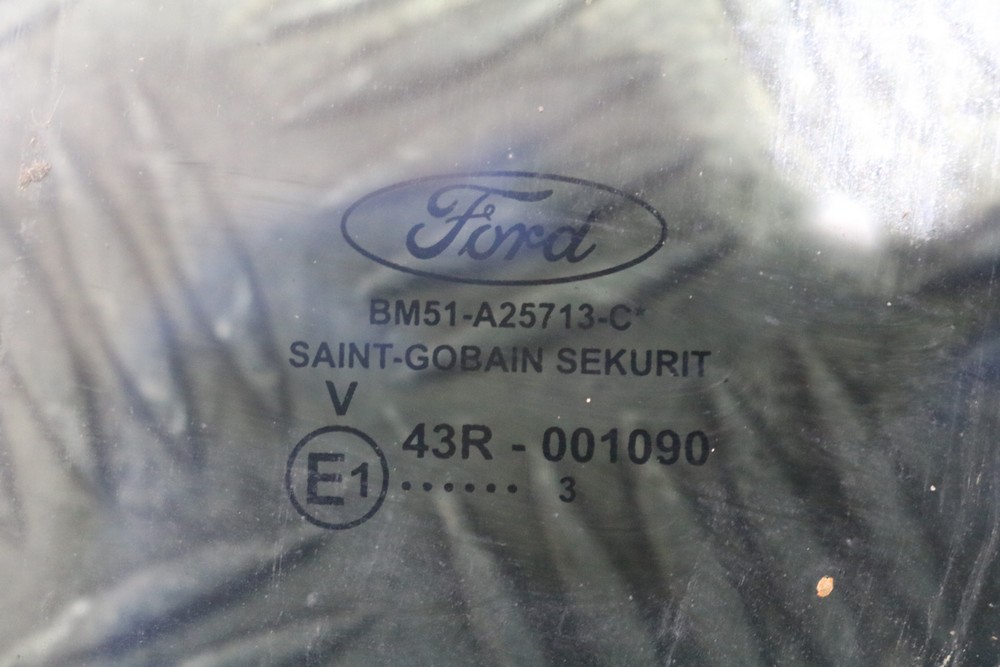 Ford
BM51-A25713-C*
SAINT-GOBAIN SEKURIT
V
E1 43R - 001090
...... 3